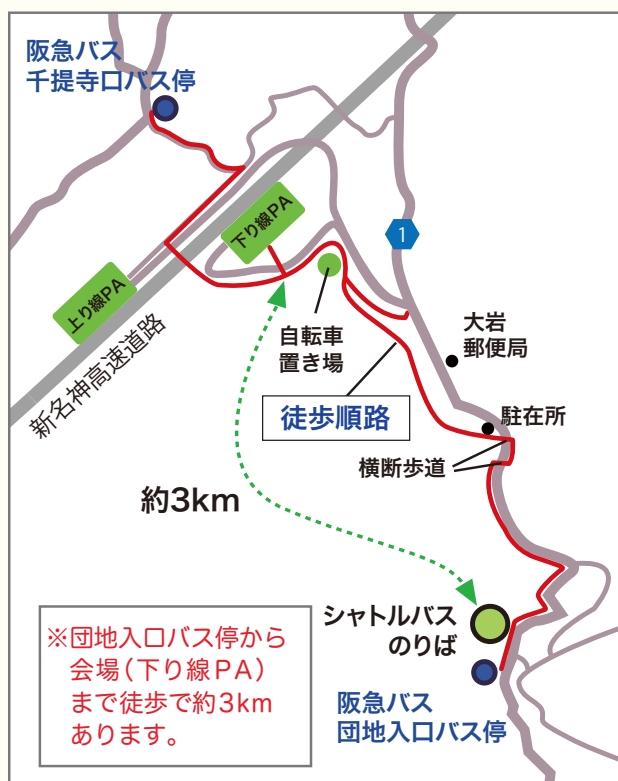 阪急バス
千提寺口バス停
下り線PA
上り線PA
新名神高速道路
1
自転車
置き場
大岩
郵便局
徒歩順路
駐在所
横断歩道
約3km
シャトルバス
のりば
※団地入口バス停から
会場(下り線PA)
まで徒歩で約3km
あります。
阪急バス
団地入口バス停